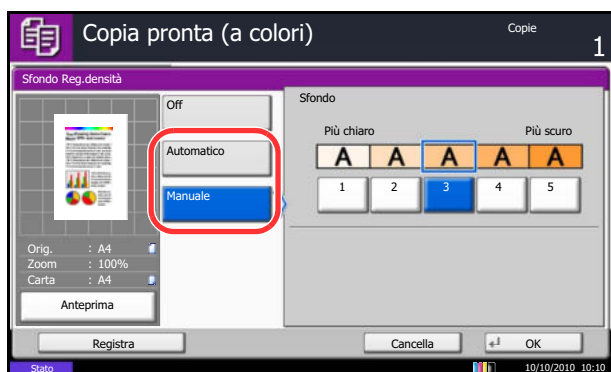 Copia pronta (a colori)
Copie
1
Sfondo Reg.densità
Off
Automatico
Manuale
Sfondo
Più chiaro Più scuro
A A A A A
1 2 3 4 5
Orig. : A4
Zoom : 100%
Carta : A4
Anteprima
Registra
Cancella
OK
Stato
10/10/2010 10:10